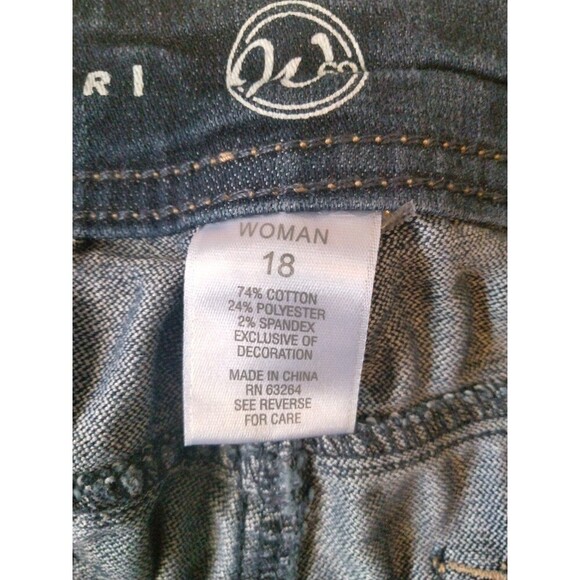 RI
W
WOMAN
18
74% COTTON
24% POLYESTER
2% SPANDEX
EXCLUSIVE OF
DECORATION
MADE IN CHINA
RN 63264
SEE REVERSE
FOR CARE